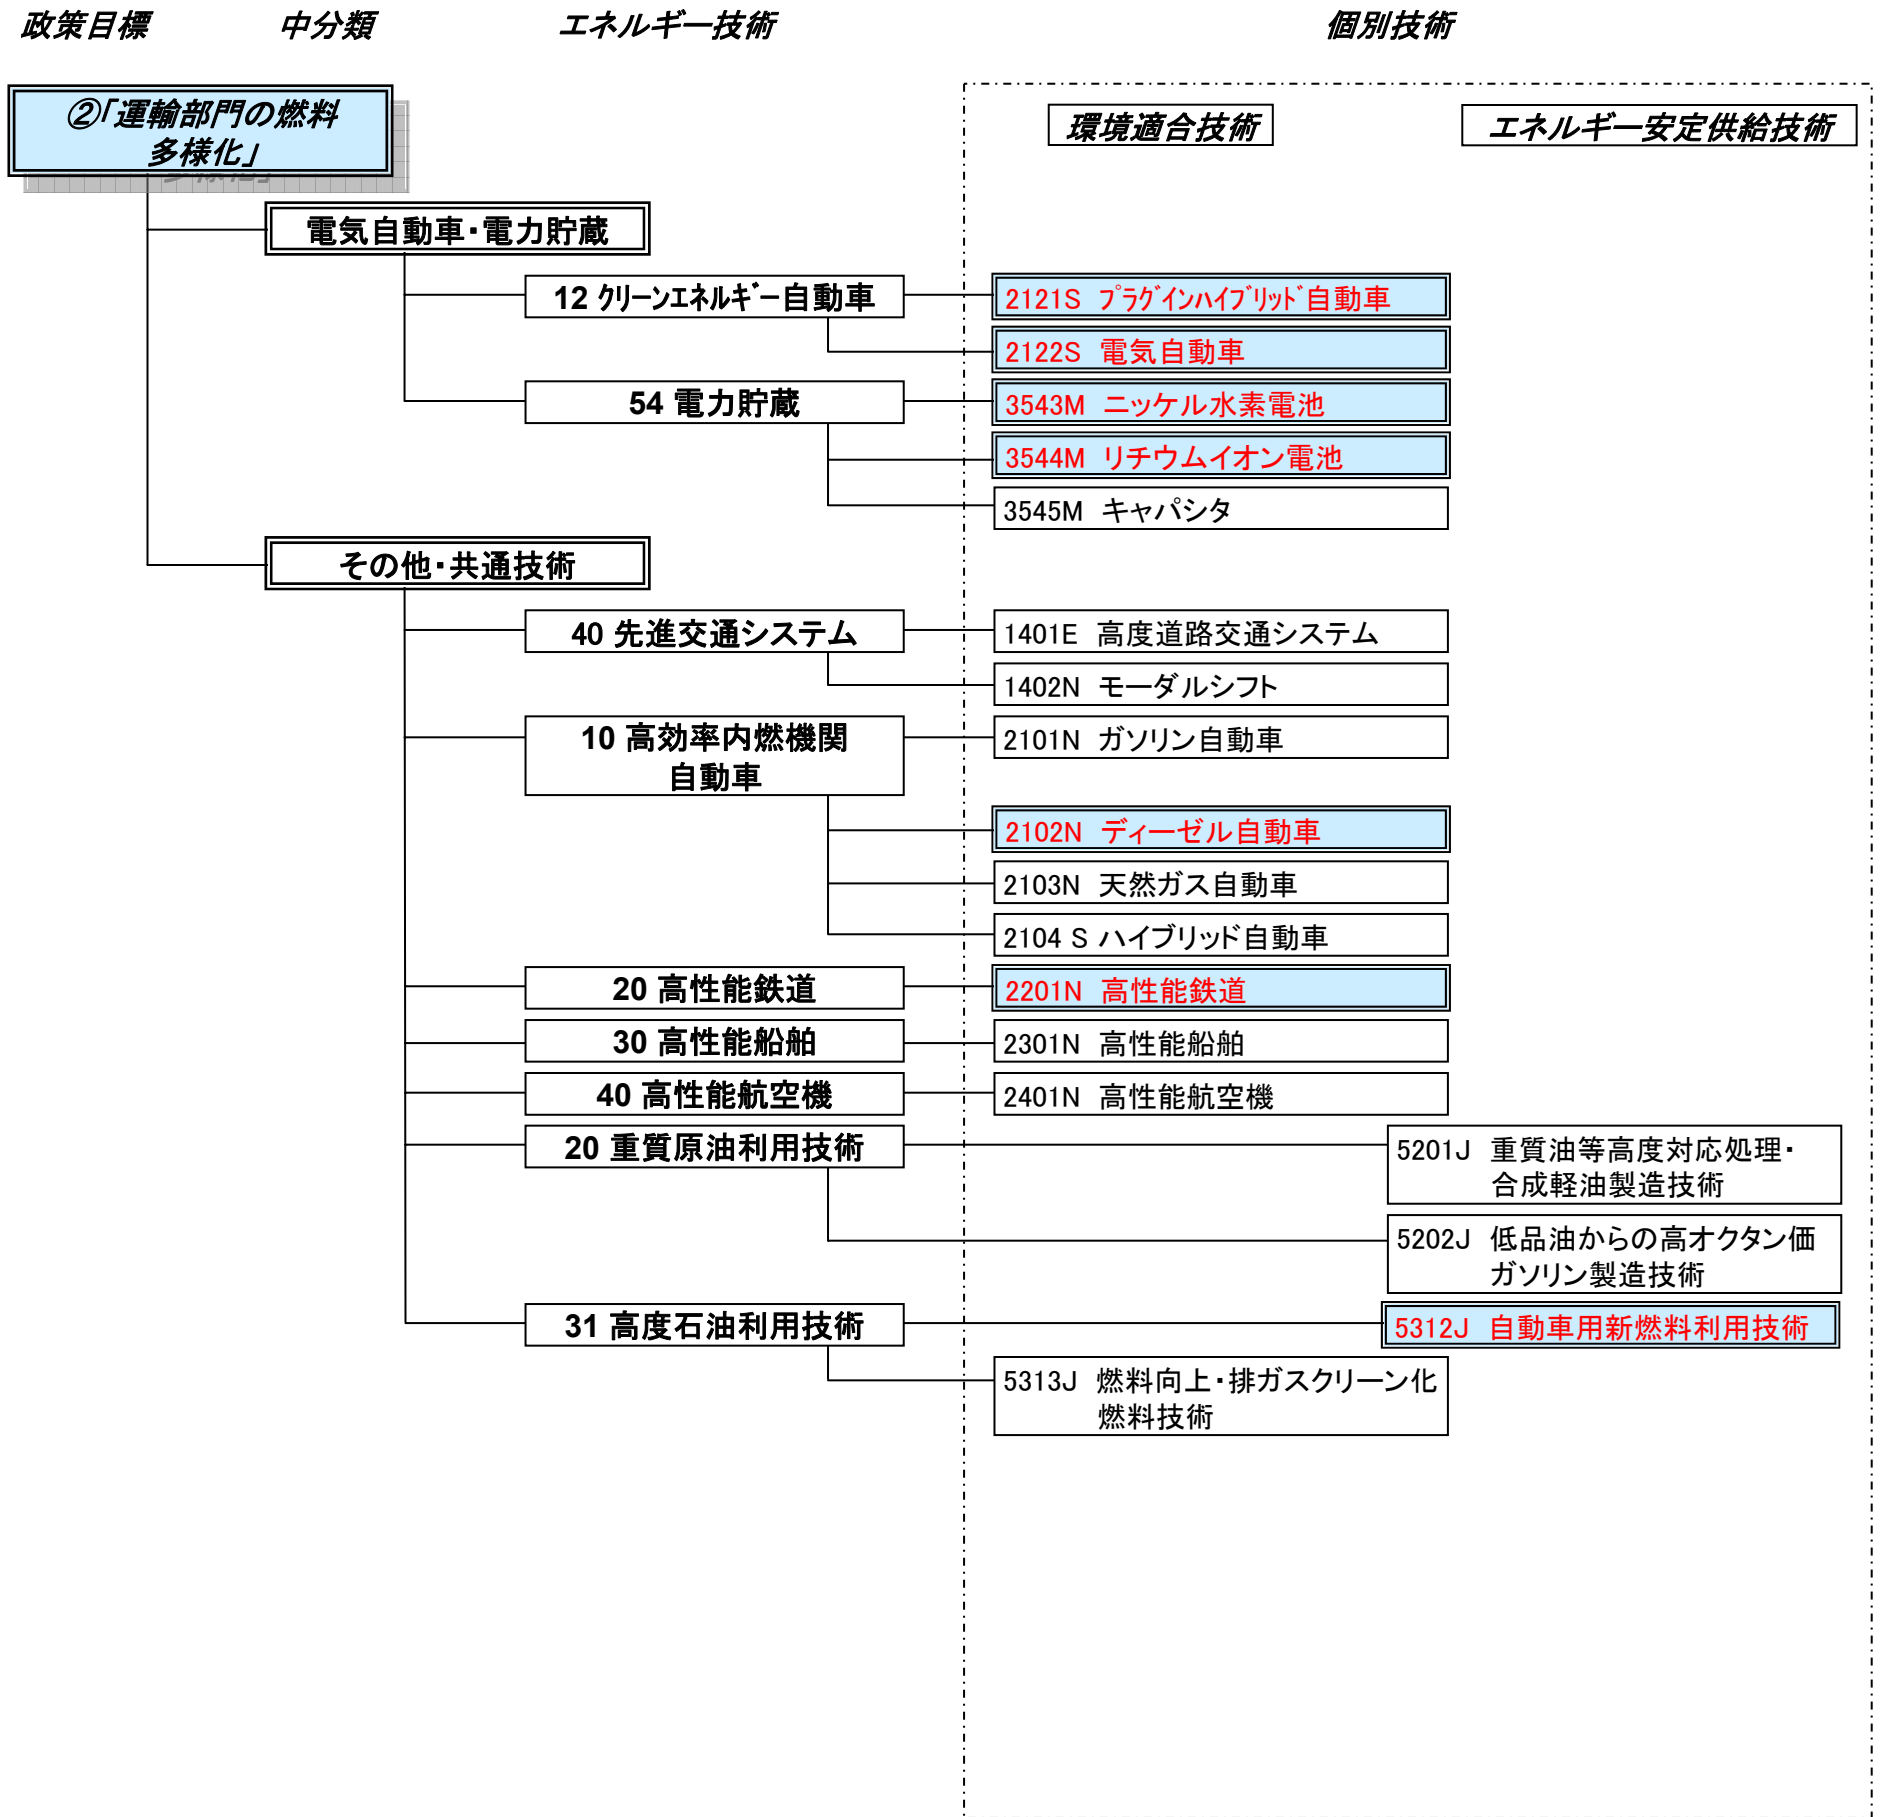 政策目標 中分類 エネルギー技術 個別技術
②「運輸部門の燃料
多様化」
環境適合技術 エネルギー安定供給技術
電気自動車・電力貯蔵
12 ｸﾘｰﾝｴﾈﾙｷﾞｰ自動車 2121S ﾌﾟﾗｸﾞｲﾝﾊｲﾌﾞﾘｯﾄﾞ自動車
2122S 電気自動車
54 電力貯蔵 3543M ニッケル水素電池
3544M リチウムイオン電池
3545M キャパシタ
その他・共通技術
40 先進交通システム 1401E 高度道路交通システム
1402N モーダルシフト
10 高効率内燃機関
自動車
2101N ガソリン自動車
2102N ディーゼル自動車
2103N 天然ガス自動車
2104 S ハイブリッド自動車
20 高性能鉄道 2201N 高性能鉄道
30 高性能船舶 2301N 高性能船舶
40 高性能航空機 2401N 高性能航空機
20 重質原油利用技術 5201J 重質油等高度対応処理・
合成軽油製造技術
5202J 低品油からの高オクタン価
ガソリン製造技術
31 高度石油利用技術 5312J 自動車用新燃料利用技術
5313J 燃料向上・排ガスクリーン化
燃料技術